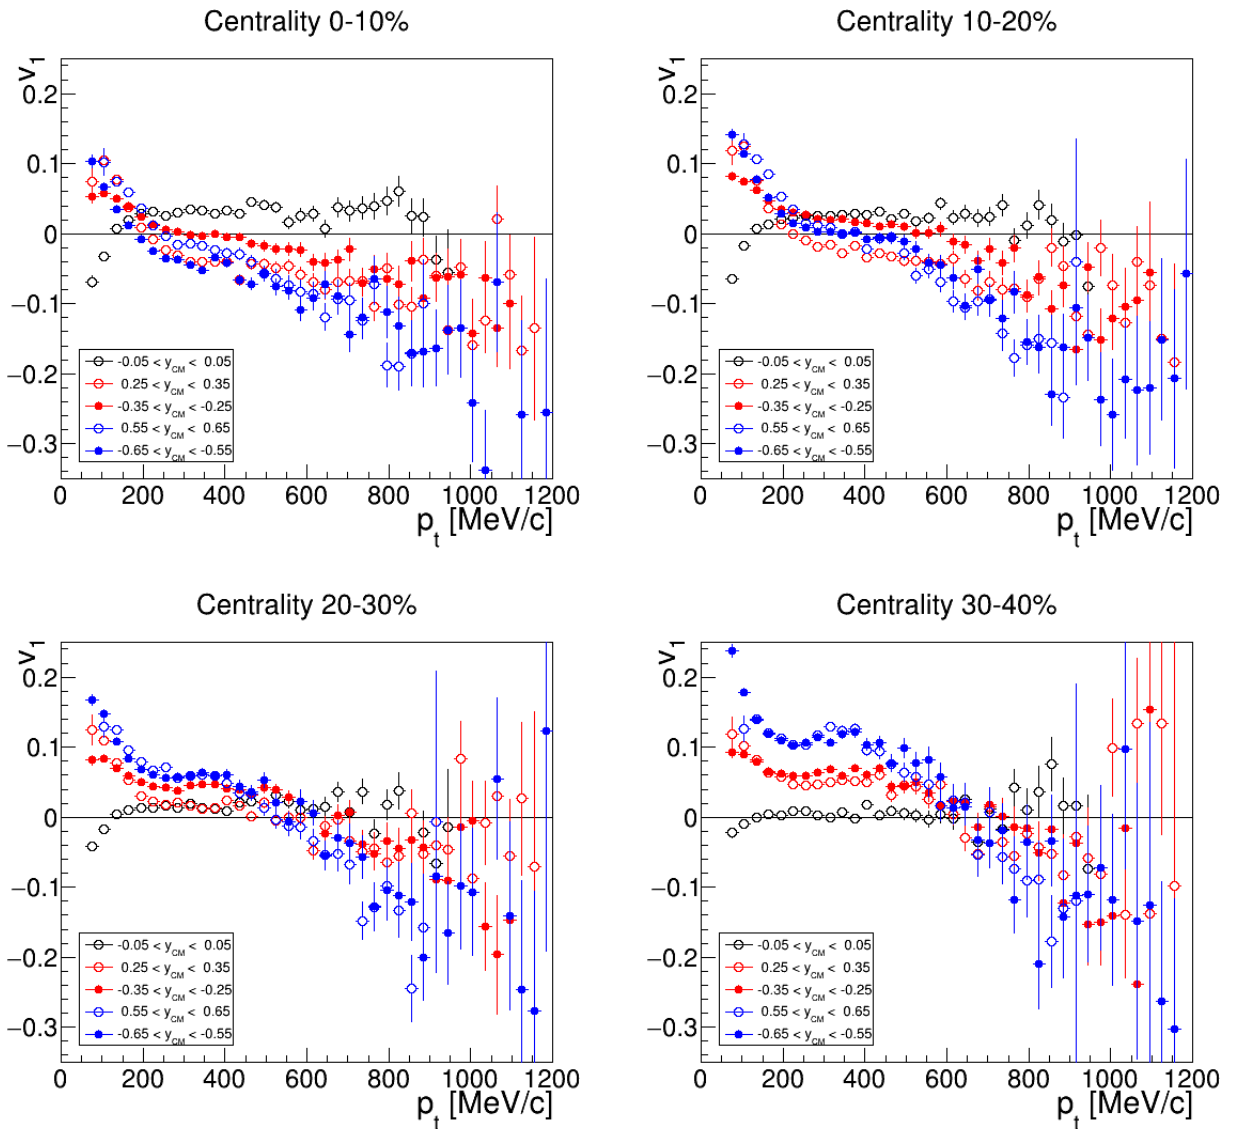 Centrality 0-10%
v1
0.2
0.1
0
−0.1
−0.2
−0.3
-0.05 < yCM < 0.05
0.25 < yCM < 0.35
-0.35 < yCM < -0.25
0.55 < yCM < 0.65
-0.65 < yCM < -0.55
0 200 400 600 800 1000 1200
pt [MeV/c]
Centrality 10-20%
v1
0.2
0.1
0
−0.1
−0.2
−0.3
-0.05 < yCM < 0.05
0.25 < yCM < 0.35
-0.35 < yCM < -0.25
0.55 < yCM < 0.65
-0.65 < yCM < -0.55
0 200 400 600 800 1000 1200
pt [MeV/c]
Centrality 20-30%
v1
0.2
0.1
0
−0.1
−0.2
−0.3
-0.05 < yCM < 0.05
0.25 < yCM < 0.35
-0.35 < yCM < -0.25
0.55 < yCM < 0.65
-0.65 < yCM < -0.55
0 200 400 600 800 1000 1200
pt [MeV/c]
Centrality 30-40%
v1
0.2
0.1
0
−0.1
−0.2
−0.3
-0.05 < yCM < 0.05
0.25 < yCM < 0.35
-0.35 < yCM < -0.25
0.55 < yCM < 0.65
-0.65 < yCM < -0.55
0 200 400 600 800 1000 1200
pt [MeV/c]